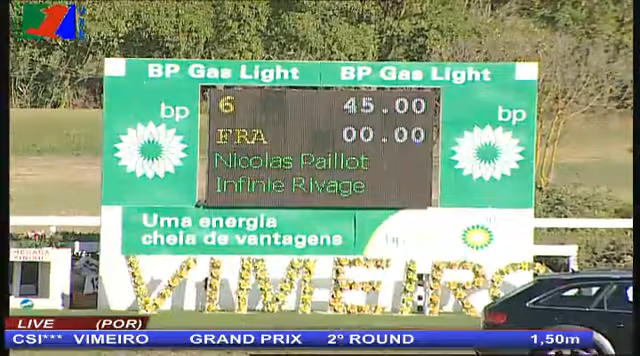 BP Gas Light BP Gas Light
6 45.00
bp bp
FRA 00.00
Nicolas Paillot
Infinie Rivage
Uma energia
cheia de vantagens
bp
VIMEIRO
LIVE (POR)
CSI*** VIMEIRO GRAND PRIX 2º ROUND 1,50m